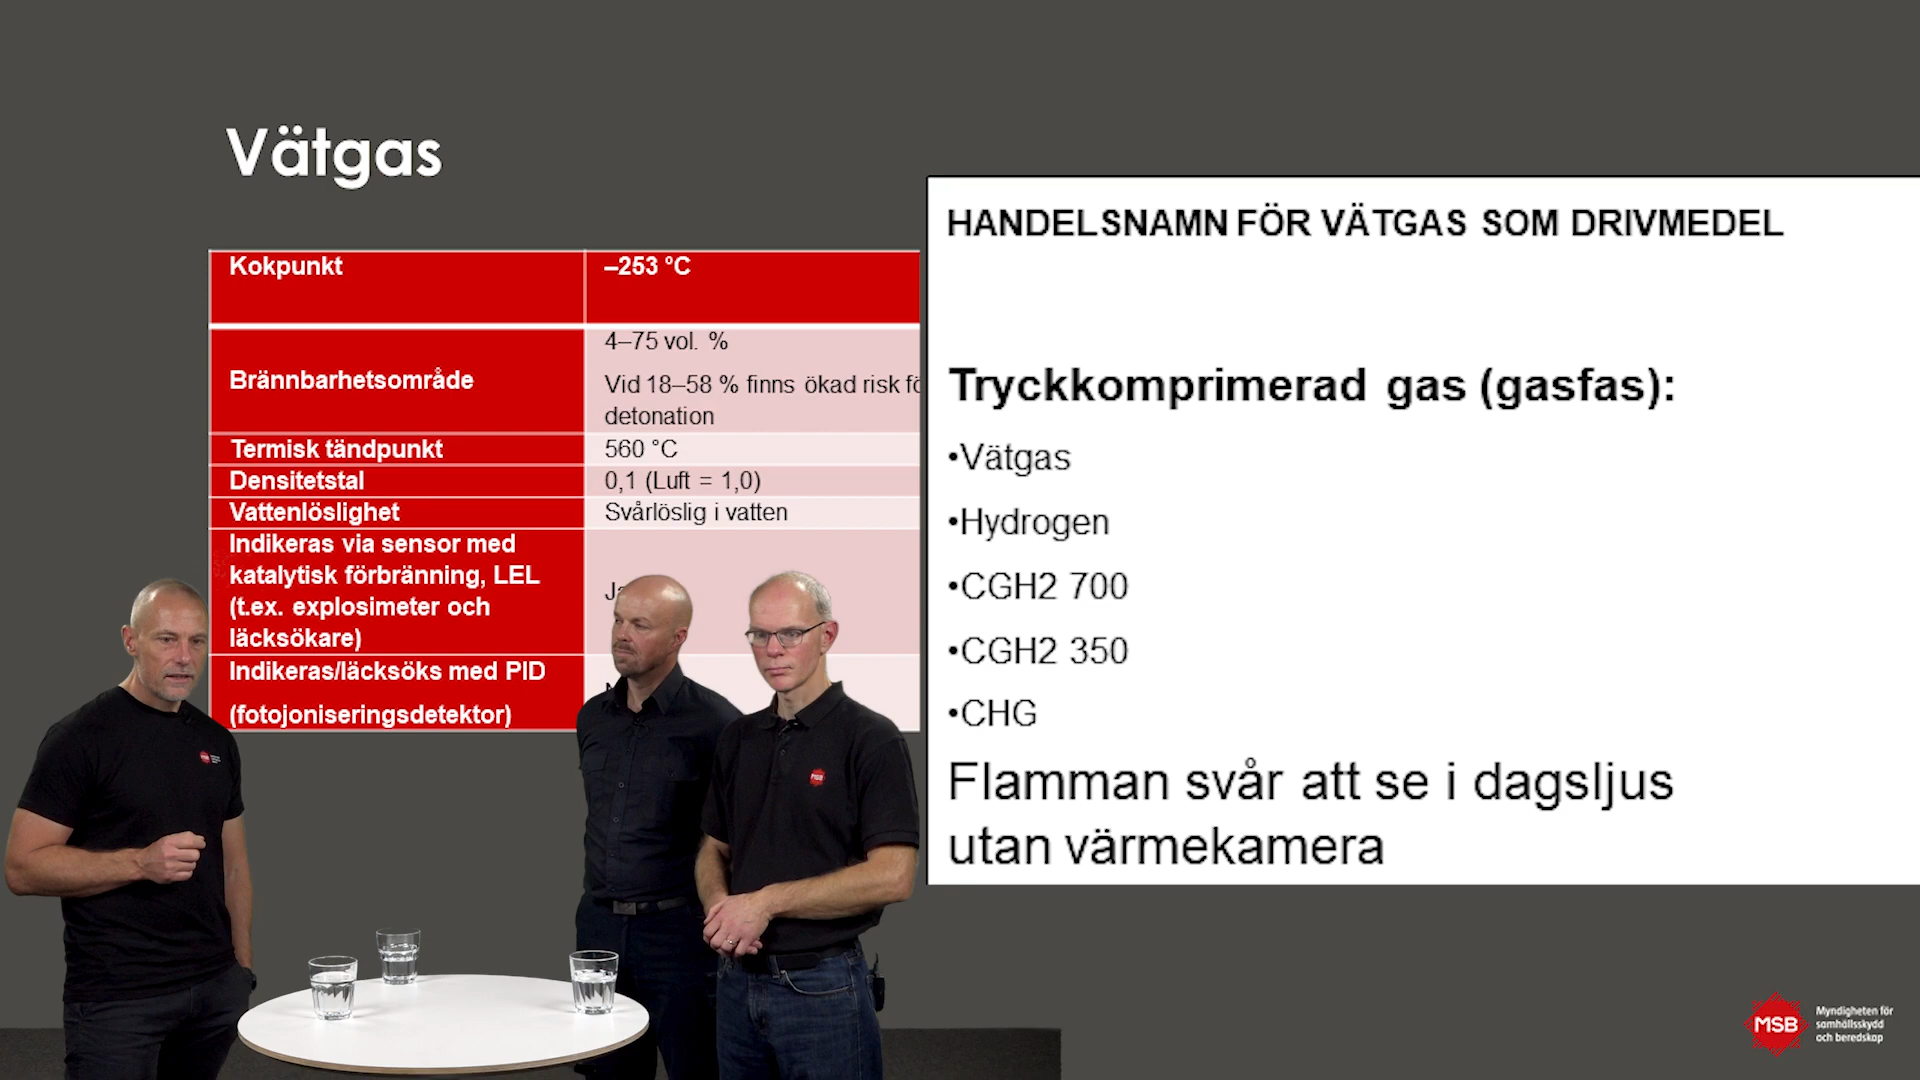 Vätgas
Kokpunkt
–253 °C
Brännbarhetsområde
4–75 vol. %
Vid 18–58 % finns ökad risk
detonation
Termisk tändpunkt
560 °C
Densitetstal
0,1 (Luft = 1,0)
Vattenlöslighet
Svårlöslig i vatten
Indikeras via sensor med
katalytisk förbränning, LEL
(t.ex. explosimeter och
läcksökare)
Indikeras/läcksöks med PID
(fotojoniseringsdetektor)
HANDELSNAMN FÖR VÄTGAS SOM DRIVMEDEL
Tryckkomprimerad gas (gasfas):
•Vätgas
•Hydrogen
•CGH2 700
•CGH2 350
•CHG
Flamman svår att se i dagsljus
utan värmekamera
MSB
MSB
MSB
Myndigheten för
samhällsskydd
och beredskap